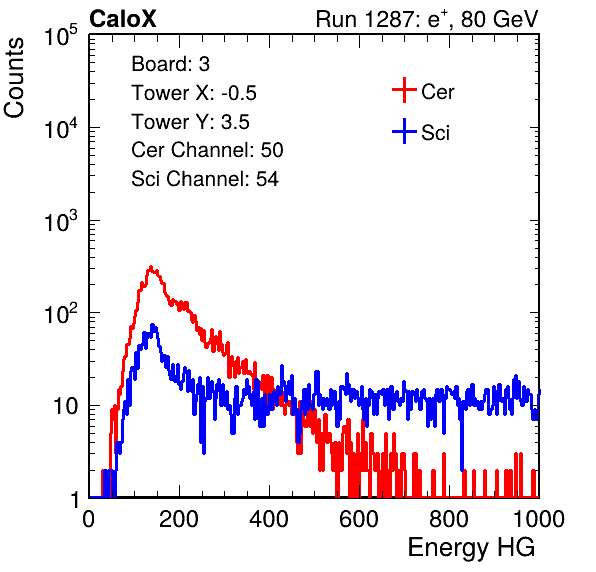 CaloX Run 1287: e⁺, 80 GeV
Counts
10⁵
10⁴
10³
10²
10
1
Board: 3
Tower X: -0.5
Tower Y: 3.5
Cer Channel: 50
Sci Channel: 54
Cer
Sci
0 200 400 600 800 1000
Energy HG